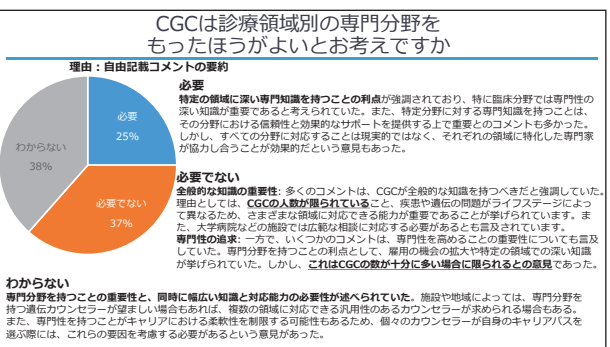 CGCは診療領域別の専門分野を
もったほうがよいとお考えですか
理由：自由記載コメントの要約
必要
25%
必要でない
37%
わからない
38%
必要
特定の領域に深い専門知識を持つことの利点が強調されており、特に臨床分野では専門性の
深い知識が重要であると考えられていた。また、特定分野に対する専門知識を持つことは、
その分野における信頼性と効果的なサポートを提供する上で重要とのコメントも多かった。
しかし、すべての分野に対応することは現実的ではなく、それぞれの領域に特化した専門家
が協力し合うことが効果的だという意見もあった。
必要でない
全般的な知識の重要性: 多くのコメントは、CGCが全般的な知識を持つべきだと強調していた。
理由としては、CGCの人数が限られていること、疾患や遺伝の問題がライフステージによっ
て異なるため、さまざまな領域に対応できる能力が重要であることが挙げられています。ま
た、大学病院などの施設では広範な相談に対応する必要があるとも言及されています。
専門性の追求: 一方で、いくつかのコメントは、専門性を高めることの重要性についても言及
していた。専門分野を持つことの利点として、雇用の機会の拡大や特定の領域での深い知識
が挙げられていた。しかし、これはCGCの数が十分に多い場合に限られるとの意見であった。
わからない
専門分野を持つことの重要性と、同時に幅広い知識と対応能力の必要性が述べられていた。施設や地域によっては、専門分野を
持つ遺伝カウンセラーが望ましい場合もあれば、複数の領域に対応できる汎用性のあるカウンセラーが求められる場合もある。
また、専門性を持つことがキャリアにおける柔軟性を制限する可能性もあるため、個々のカウンセラーが自身のキャリアパスを
選ぶ際には、これらの要因を考慮する必要があるという意見があった。